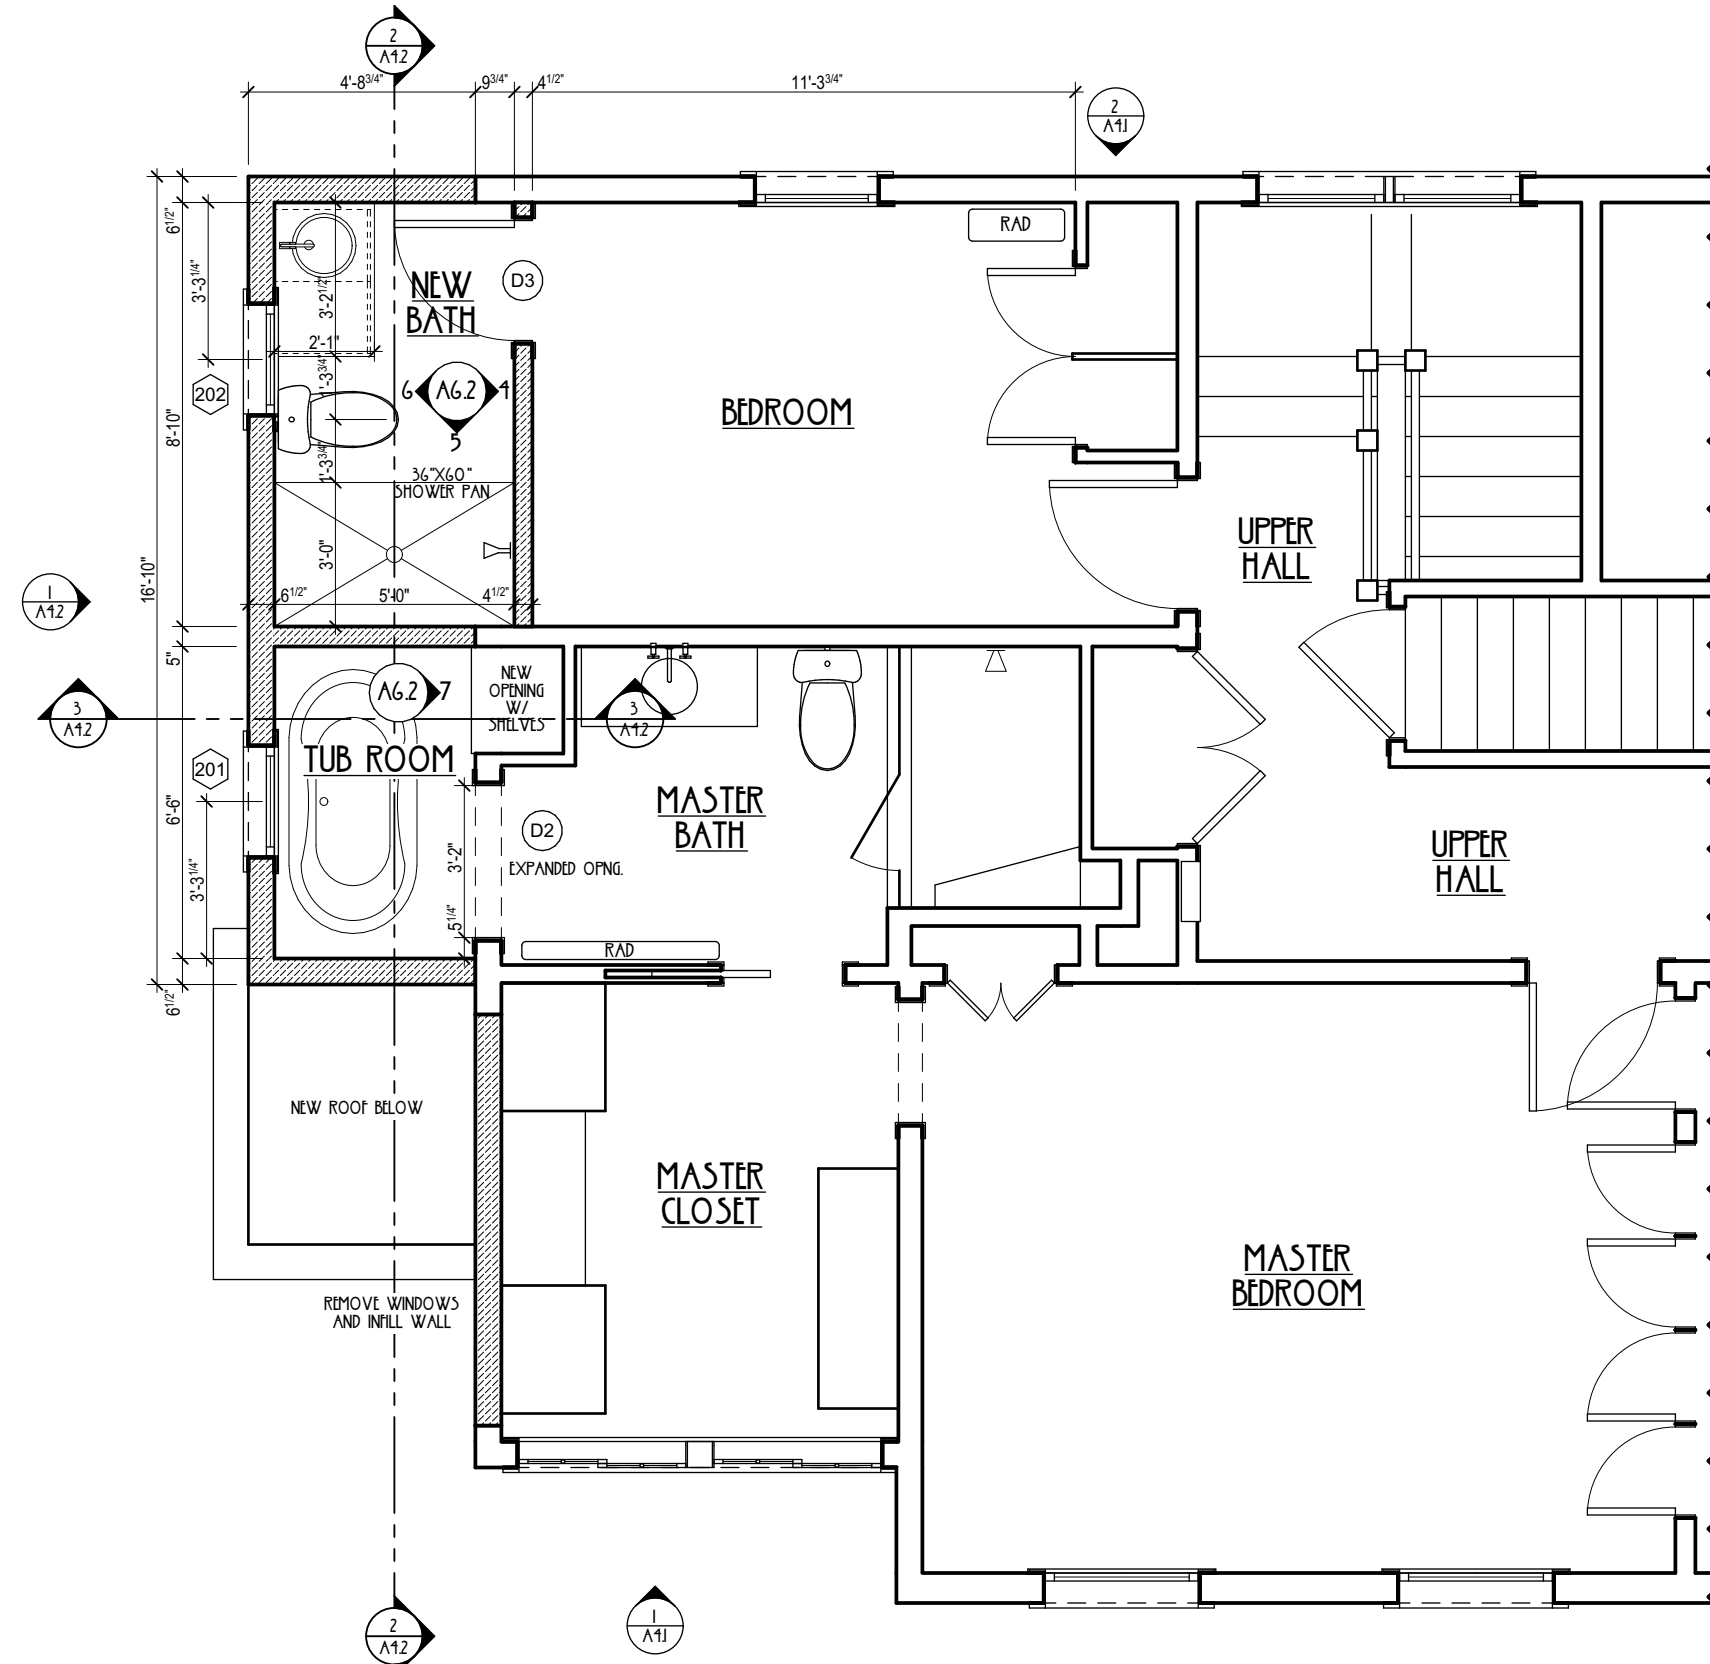 2
A4.2
4'-8 3/4"
9 3/4"
4 1/2"
11'-3 3/4"
2
A4.1
6 1/2"
3'-3 1/4"
RAD
NEW
BATH
D3
3'-2 1/2"
2'-1"
1'-3 3/4"
202
6
A6.2
4
5
BEDROOM
8'-10"
1'-3 3/4"
36"X60"
SHOWER PAN
UPPER
HALL
3'-0"
16'-10"
1
A4.2
6 1/2"
5'-0"
4 1/2"
5"
NEW
OPENING
W/
SHELVES
A6.2
7
3
A4.2
3
A4.2
TUB ROOM
201
MASTER
BATH
6'-6"
D2
3'-2"
EXPANDED OPNG.
UPPER
HALL
3'-3 1/4"
5 1/4"
RAD
6 1/2"
NEW ROOF BELOW
MASTER
CLOSET
MASTER
BEDROOM
REMOVE WINDOWS
AND INFILL WALL
2
A4.2
1
A4.1